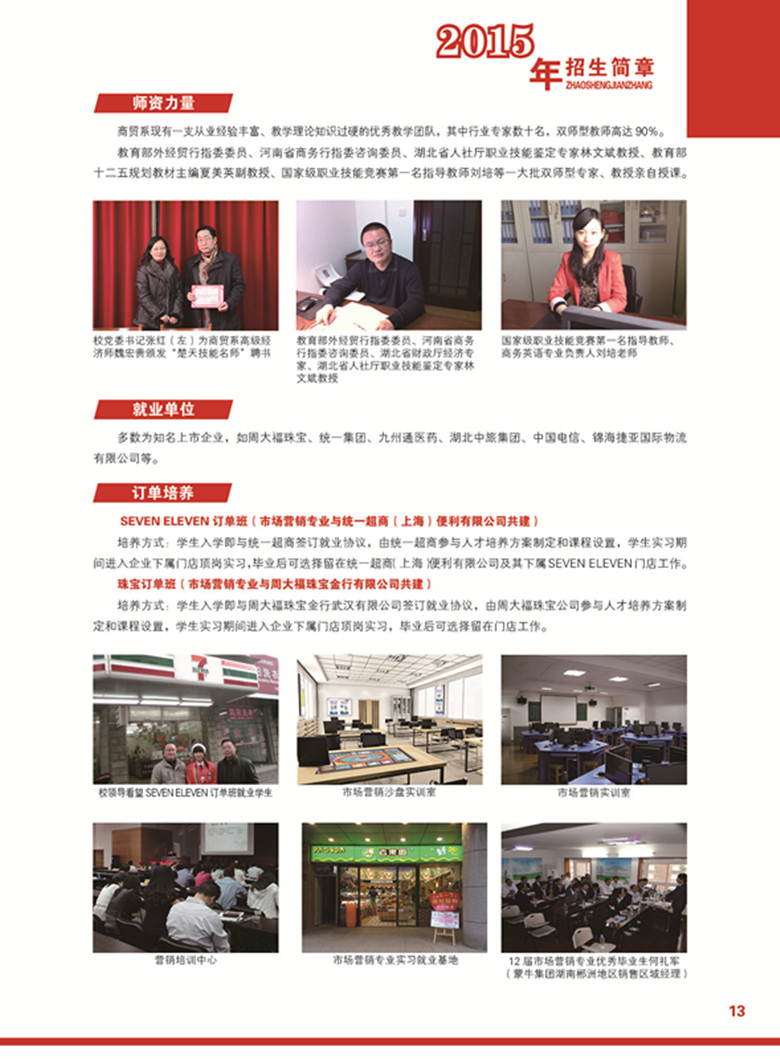 2015
年招生简章
ZHAOSHENGJIANZHANG
师资力量
商贸系现有一支从业经验丰富、教学理论知识过硬的优秀教学团队，其中行业专家数十名，双师型教师高达 90%。
教育部外经贸行指委委员、河南省商务行指委咨询委员、湖北省人社厅职业技能鉴定专家林文斌教授、教育部
十二五规划教材主编夏美英副教授、国家级职业技能竞赛第一名指导教师刘培等一大批双师型专家、教授亲自授课。
校党委书记张红（左）为商贸系高级经
济师魏宏贵颁发“楚天技能名师”聘书
教育部外经贸行指委委员、河南省商务
行指委咨询委员、湖北省财政厅经济专
家、湖北省人社厅职业技能鉴定专家林
文斌教授
国家级职业技能竞赛第一名指导教师、
商务英语专业负责人刘培老师
就业单位
多数为知名上市企业，如周大福珠宝、统一集团、九州通医药、湖北中旅集团、中国电信、锦海捷亚国际物流
有限公司等。
订单培养
SEVEN ELEVEN 订单班（市场营销专业与统一超商（上海）便利有限公司共建）
培养方式：学生入学即与统一超商签订就业协议，由统一超商参与人才培养方案制定和课程设置，学生实习期
间进入企业下属门店顶岗实习，毕业后可选择留在统一超商（上海）便利有限公司及其下属 SEVEN ELEVEN 门店工作。
珠宝订单班（市场营销专业与周大福珠宝金行有限公司共建）
培养方式：学生入学即与周大福珠宝金行武汉有限公司签订就业协议，由周大福珠宝公司参与人才培养方案制
定和课程设置，学生实习期间进入企业下属门店顶岗实习，毕业后可选择留在门店工作。
校领导看望 SEVEN ELEVEN 订单班就业学生
市场营销沙盘实训室
市场营销实训室
营销培训中心
市场营销专业实习就业基地
12 届市场营销专业优秀毕业生何礼军
（蒙牛集团湖南郴洲地区销售区域经理）
13